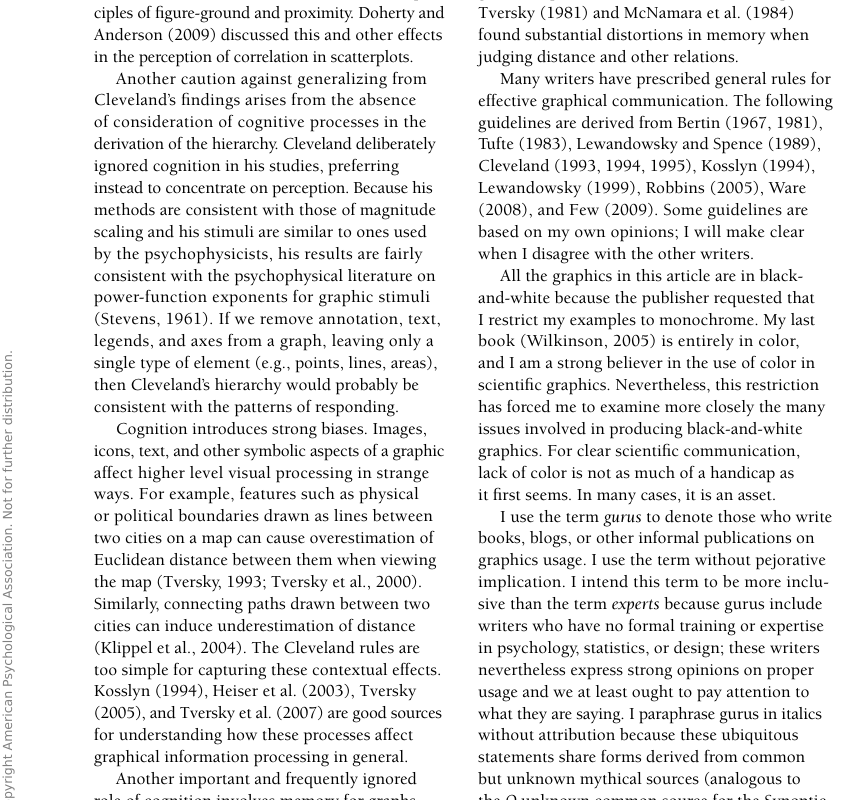 ciples of figure-ground and proximity. Doherty and
Anderson (2009) discussed this and other effects
in the perception of correlation in scatterplots.
Another caution against generalizing from
Cleveland's findings arises from the absence
of consideration of cognitive processes in the
derivation of the hierarchy. Cleveland deliberately
ignored cognition in his studies, preferring
instead to concentrate on perception. Because his
methods are consistent with those of magnitude
scaling and his stimuli are similar to ones used
by the psychophysicists, his results are fairly
consistent with the psychophysical literature on
power-function exponents for graphic stimuli
(Stevens, 1961). If we remove annotation, text,
legends, and axes from a graph, leaving only a
single type of element (e.g., points, lines, areas),
then Cleveland's hierarchy would probably be
consistent with the patterns of responding.
Cognition introduces strong biases. Images,
icons, text, and other symbolic aspects of a graphic
affect higher level visual processing in strange
ways. For example, features such as physical
or political boundaries drawn as lines between
two cities on a map can cause overestimation of
Euclidean distance between them when viewing
the map (Tversky, 1993; Tversky et al., 2000).
Similarly, connecting paths drawn between two
cities can induce underestimation of distance
(Klippel et al., 2004). The Cleveland rules are
too simple for capturing these contextual effects.
Kosslyn (1994), Heiser et al. (2003), Tversky
(2005), and Tversky et al. (2007) are good sources
for understanding how these processes affect
graphical information processing in general.
Another important and frequently ignored
role of cognition involves memory for graphs.
Tversky (1981) and McNamara et al. (1984)
found substantial distortions in memory when
judging distance and other relations.
Many writers have prescribed general rules for
effective graphical communication. The following
guidelines are derived from Bertin (1967, 1981),
Tufte (1983), Lewandowsky and Spence (1989),
Cleveland (1993, 1994, 1995), Kosslyn (1994),
Lewandowsky (1999), Robbins (2005), Ware
(2008), and Few (2009). Some guidelines are
based on my own opinions; I will make clear
when I disagree with the other writers.
All the graphics in this article are in black-
and-white because the publisher requested that
I restrict my examples to monochrome. My last
book (Wilkinson, 2005) is entirely in color,
and I am a strong believer in the use of color in
scientific graphics. Nevertheless, this restriction
has forced me to examine more closely the many
issues involved in producing black-and-white
graphics. For clear scientific communication,
lack of color is not as much of a handicap as
it first seems. In many cases, it is an asset.
I use the term gurus to denote those who write
books, blogs, or other informal publications on
graphics usage. I use the term without pejorative
implication. I intend this term to be more inclu-
sive than the term experts because gurus include
writers who have no formal training or expertise
in psychology, statistics, or design; these writers
nevertheless express strong opinions on proper
usage and we at least ought to pay attention to
what they are saying. I paraphrase gurus in italics
without attribution because these ubiquitous
statements share forms derived from common
but unknown mythical sources (analogous to
the Q unknown common source for the Synoptic
pyright American Psychological Association. Not for further distribution.